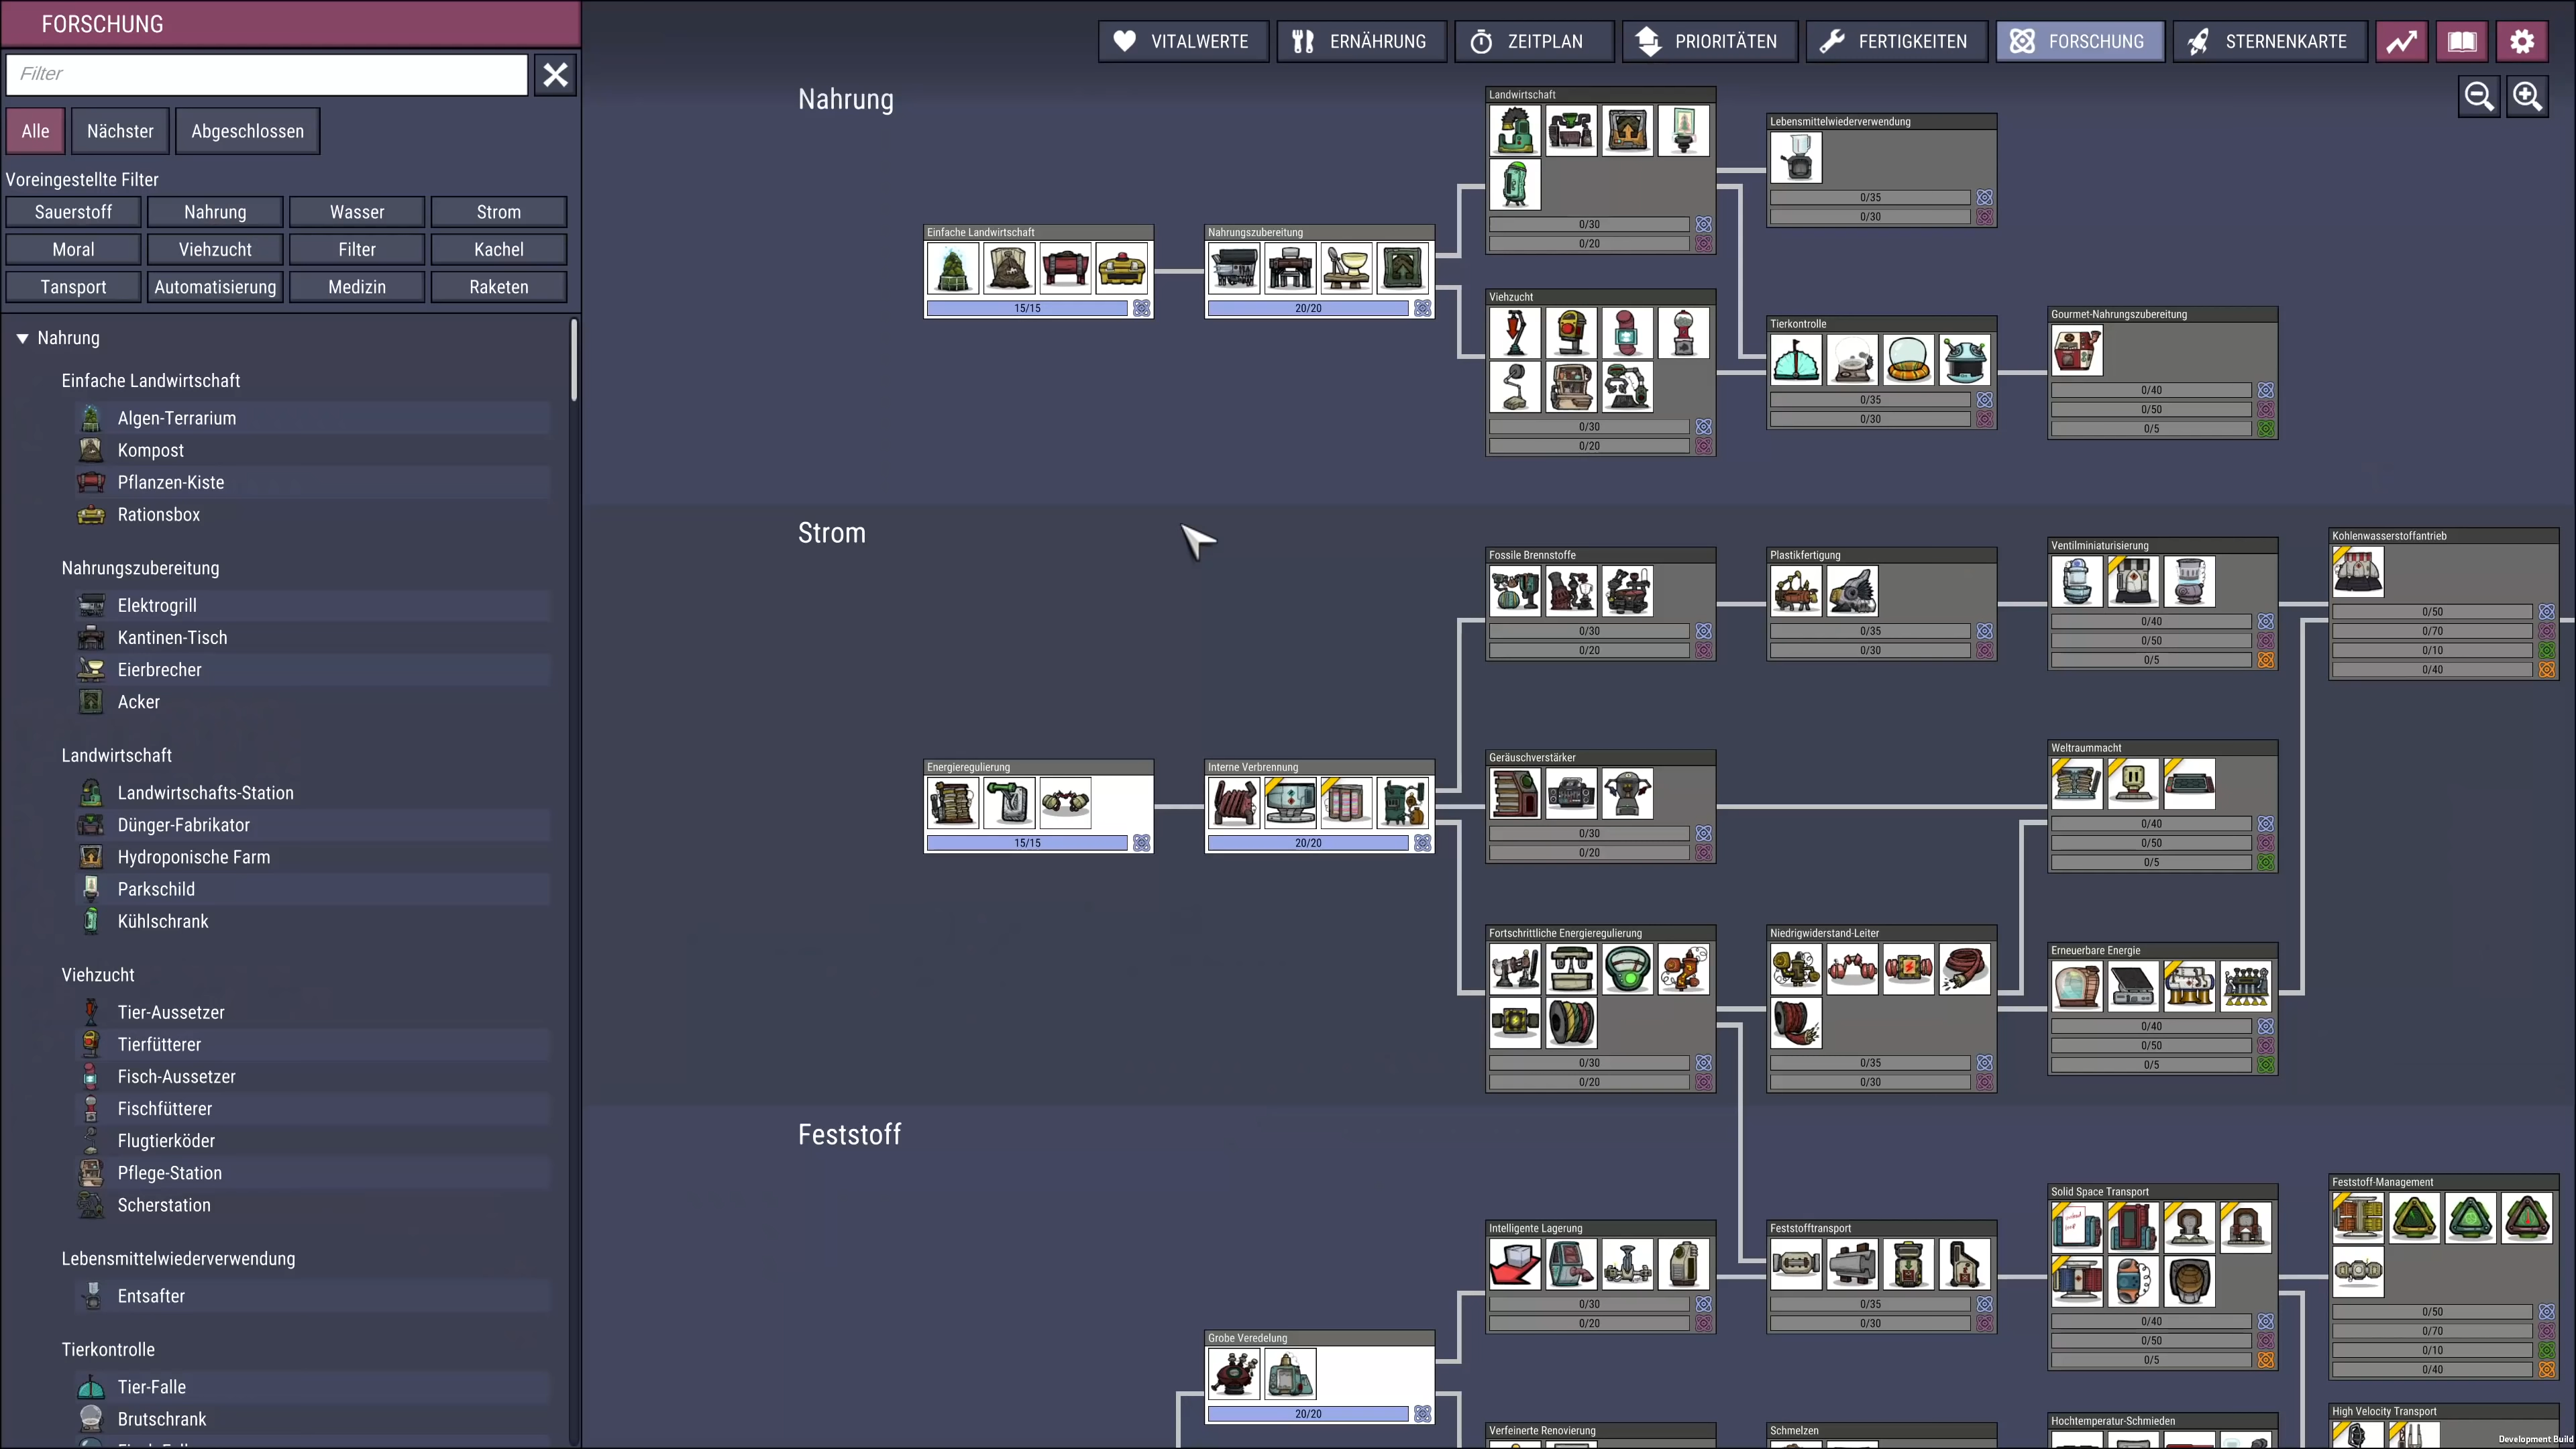 FORSCHUNG
VITALWERTE
ERNÄHRUNG
ZEITPLAN
PRIORITÄTEN
FERTIGKEITEN
FORSCHUNG
STERNENKARTE
Filter
Alle
Nächster
Abgeschlossen
Voreingestellte Filter
Sauerstoff
Nahrung
Wasser
Strom
Moral
Viehzucht
Filter
Kachel
Tansport
Automatisierung
Medizin
Raketen
Nahrung
Einfache Landwirtschaft
Algen-Terrarium
Kompost
Pflanzen-Kiste
Rationsbox
Nahrungszubereitung
Elektrogrill
Kantinen-Tisch
Eierbrecher
Acker
Landwirtschaft
Landwirtschafts-Station
Dünger-Fabrikator
Hydroponische Farm
Parkschild
Kühlschrank
Viehzucht
Tier-Aussetzer
Tierfütterer
Fisch-Aussetzer
Fischfütterer
Flugtierköder
Pflege-Station
Scherstation
Lebensmittelwiederverwendung
Entsafter
Tierkontrolle
Tier-Falle
Brutschrank
Nahrung
Einfache Landwirtschaft
15/15
Nahrungszubereitung
20/20
Landwirtschaft
0/30
0/20
Viehzucht
0/30
0/20
Lebensmittelwiederverwendung
0/35
0/30
Tierkontrolle
0/35
0/30
Gourmet-Nahrungszubereitung
0/40
0/50
0/5
Strom
Energieregulierung
15/15
Interne Verbrennung
20/20
Fossile Brennstoffe
0/30
0/20
Plastikfertigung
0/35
0/30
Ventilminiaturisierung
0/40
0/50
0/5
Kohlenwasserstoffantrieb
0/50
0/70
0/10
0/40
Geräuschverstärker
0/30
0/20
Weltraummacht
0/40
0/50
0/5
Fortschrittliche Energieregulierung
0/30
0/20
Niedrigwiderstand-Leiter
0/35
0/30
Erneuerbare Energie
0/40
0/50
0/5
Feststoff
Grobe Veredelung
20/20
Intelligente Lagerung
0/30
0/20
Feststofftransport
0/35
0/30
Solid Space Transport
0/40
0/50
0/5
Feststoff-Management
0/50
0/70
0/10
0/40
Verfeinerte Renovierung
Schmelzen
Hochtemperatur-Schmieden
High Velocity Transport
Development Build